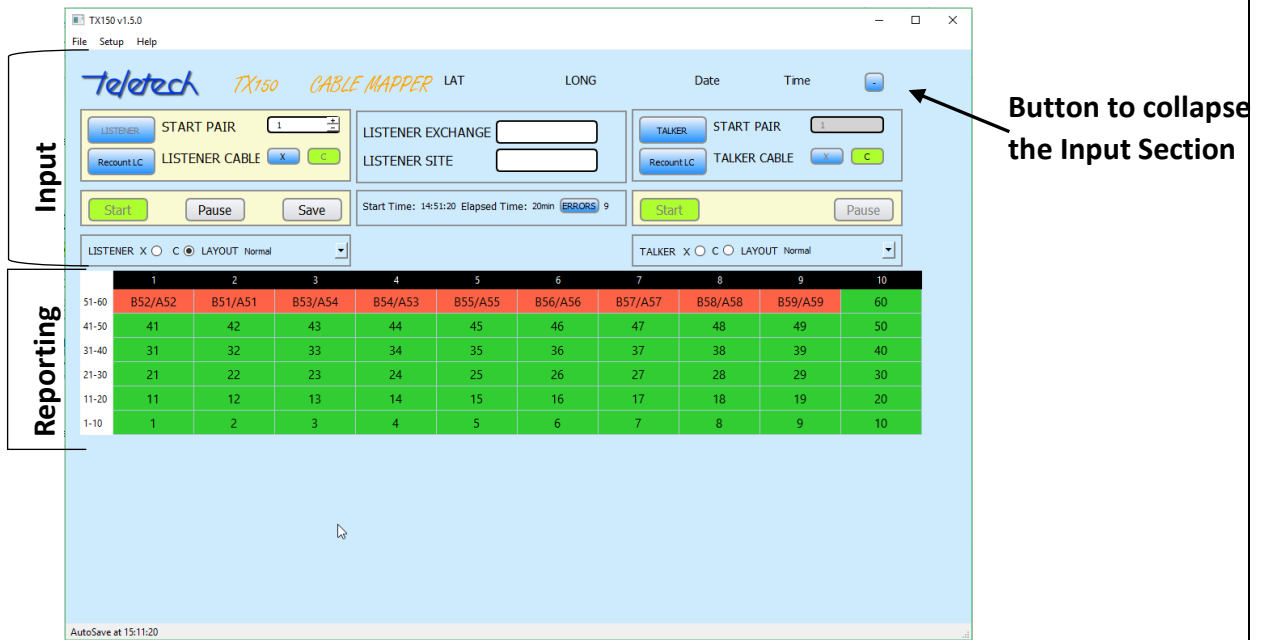 TX150 v1.5.0
File Setup Help
Teletech TX150 CABLE MAPPER LAT LONG Date Time -
Button to collapse
the Input Section
Input
LISTENER START PAIR 1 LISTENER EXCHANGE TALKER START PAIR 1
Recount LC LISTENER CABLE X C LISTENER SITE Recount LC TALKER CABLE X C
Start Pause Save Start Time: 14:51:20 Elapsed Time: 20min ERRORS 9 Start Pause
LISTENER X C LAYOUT Normal TALKER X C LAYOUT Normal
Reporting
1 2 3 4 5 6 7 8 9 10
51-60 B52/A52 B51/A51 B53/A54 B54/A53 B55/A55 B56/A56 B57/A57 B58/A58 B59/A59 60
41-50 41 42 43 44 45 46 47 48 49 50
31-40 31 32 33 34 35 36 37 38 39 40
21-30 21 22 23 24 25 26 27 28 29 30
11-20 11 12 13 14 15 16 17 18 19 20
1-10 1 2 3 4 5 6 7 8 9 10
AutoSave at 15:11:20